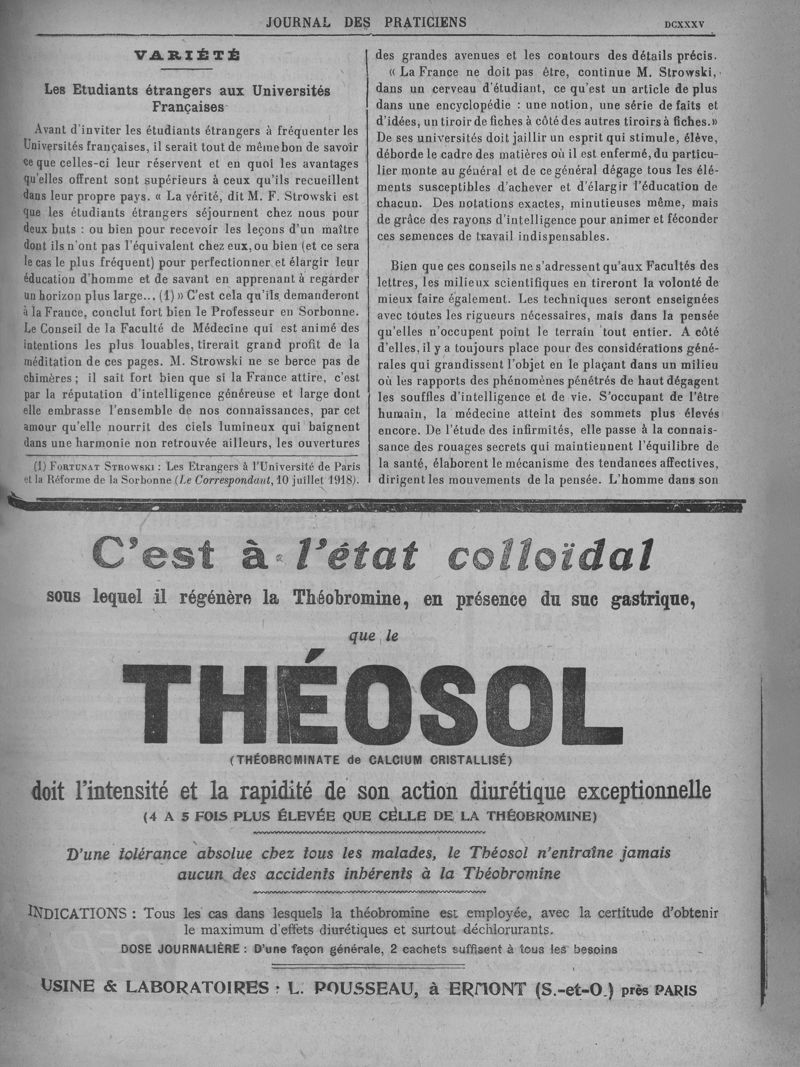 JOURNAL DES PRATICIENS
DCXXXV
VARIÉTÉ
Les Etudiants étrangers aux Universités
Françaises
Avant d'inviter les étudiants étrangers à fréquenter les
Universités françaises, il serait tout de même bon de savoir
ce que celles-ci leur réservent et en quoi les avantages
qu'elles offrent sont supérieurs à ceux qu'ils recueillent
dans leur propre pays. « La vérité, dit M. F. Strowski est
que les étudiants étrangers séjournent chez nous pour
deux buts : ou bien pour recevoir les leçons d'un maître
dont ils n'ont pas l'équivalent chez eux, ou bien (et ce sera
le cas le plus fréquent) pour perfectionner et élargir leur
éducation d'homme et de savant en apprenant à regarder
un horizon plus large... (1) » C'est cela qu'ils demanderont
à la France, conclut fort bien le Professeur en Sorbonne.
Le Conseil de la Faculté de Médecine qui est animé des
intentions les plus louables, tirerait grand profit de la
méditation de ces pages. M. Strowski ne se berce pas de
chimères ; il sait fort bien que si la France attire, c'est
par la réputation d'intelligence généreuse et large dont
elle embrasse l'ensemble de nos connaissances, par cet
amour qu'elle nourrit des ciels lumineux qui baignent
dans une harmonie non retrouvée ailleurs, les ouvertures
(1) FORTUNAT STROWSKI : Les Etrangers à l'Université de Paris
et la Réforme de la Sorbonne (Le Correspondant, 10 juillet 1918).
des grandes avenues et les contours des détails précis.
« La France ne doit pas être, continue M. Strowski,
dans un cerveau d'étudiant, ce qu'est un article de plus
dans une encyclopédie : une notion, une série de faits et
d'idées, un tiroir de fiches à côté des autres tiroirs à fiches.»
De ses universités doit jaillir un esprit qui stimule, élève,
déborde le cadre des matières où il est enfermé, du particu-
lier monte au général et de ce général dégage tous les élé-
ments susceptibles d'achever et d'élargir l'éducation de
chacun. Des notations exactes, minutieuses même, mais
de grâce des rayons d'intelligence pour animer et féconder
ces semences de travail indispensables.
Bien que ces conseils ne s'adressent qu'aux Facultés des
lettres, les milieux scientifiques en tireront la volonté de
mieux faire également. Les techniques seront enseignées
avec toutes les rigueurs nécessaires, mais dans la pensée
qu'elles n'occupent point le terrain tout entier. A côté
d'elles, il y a toujours place pour des considérations géné-
rales qui grandissent l'objet en le plaçant dans un milieu
où les rapports des phénomènes pénétrés de haut dégagent
les souffles d'intelligence et de vie. S'occupant de l'être
humain, la médecine atteint des sommets plus élevés
encore. De l'étude des infirmités, elle passe à la connais-
sance des rouages secrets qui maintiennent l'équilibre de
la santé, élaborent le mécanisme des tendances affectives,
dirigent les mouvements de la pensée. L'homme dans son
C'est à l'état colloïdal
sous lequel il régénère la Théobromine, en présence du suc gastrique,
que le
THÉOSOL
(THÉOBROMINATE de CALCIUM CRISTALLISÉ)
doit l'intensité et la rapidité de son action diurétique exceptionnelle
(4 A 5 FOIS PLUS ÉLEVÉE QUE CELLE DE LA THÉOBROMINE)
D'une tolérance absolue chez tous les malades, le Théosol n'entraîne jamais
aucun des accidents inhérents à la Théobromine
INDICATIONS : Tous les cas dans lesquels la théobromine est employée, avec la certitude d'obtenir
le maximum d'effets diurétiques et surtout déchlorurants.
DOSE JOURNALIÈRE : D'une façon générale, 2 cachets suffisent à tous les besoins
USINE & LABORATOIRES : L. POUSSEAU, à ERMONT (S.-et-O.) près PARIS